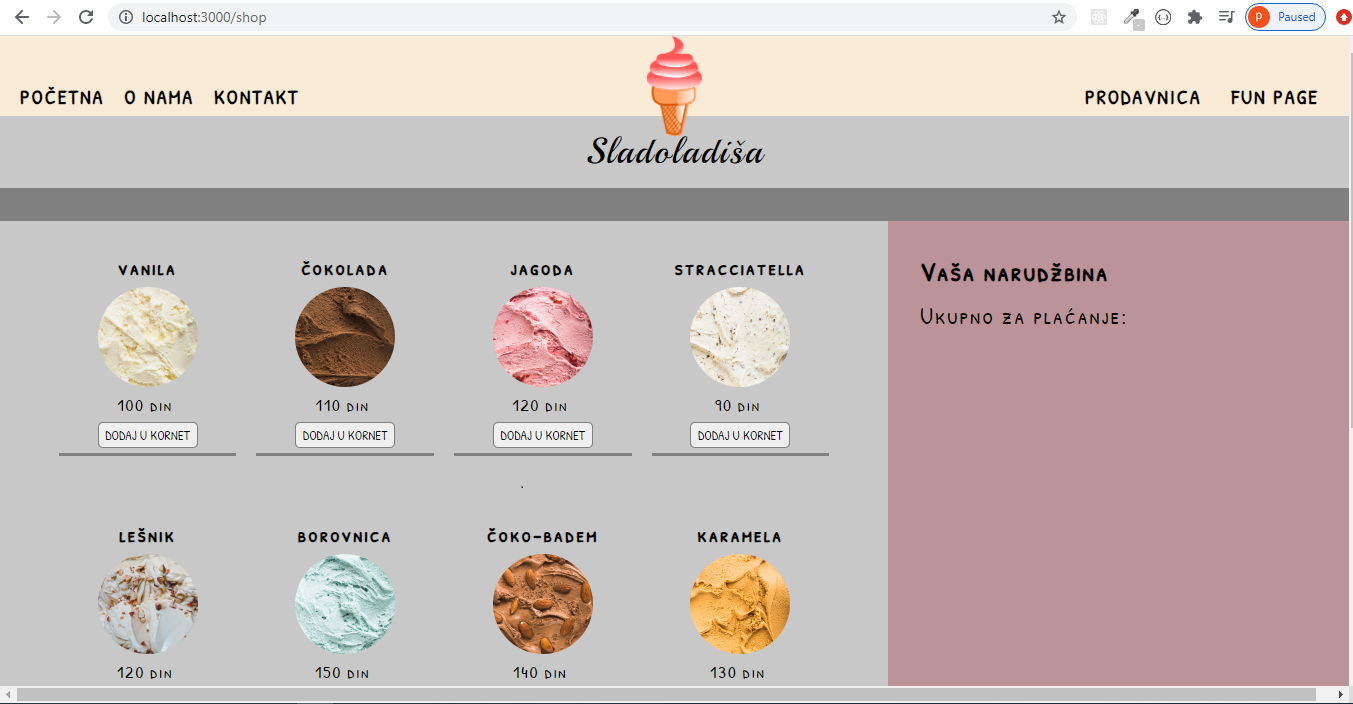 localhost:3000/shop
P Paused
POČETNA O NAMA KONTAKT PRODAVNICA FUN PAGE
Sladoladiša
VANILA ČOKOLADA JAGODA STRACCIATELLA
100 DIN 110 DIN 120 DIN 90 DIN
DODAJ U KORNET DODAJ U KORNET DODAJ U KORNET DODAJ U KORNET
.
LEŠNIK BOROVNICA ČOKO-BADEM KARAMELA
120 DIN 150 DIN 140 DIN 130 DIN
VAŠA NARUDŽBINA
UKUPNO ZA PLAĆANJE: